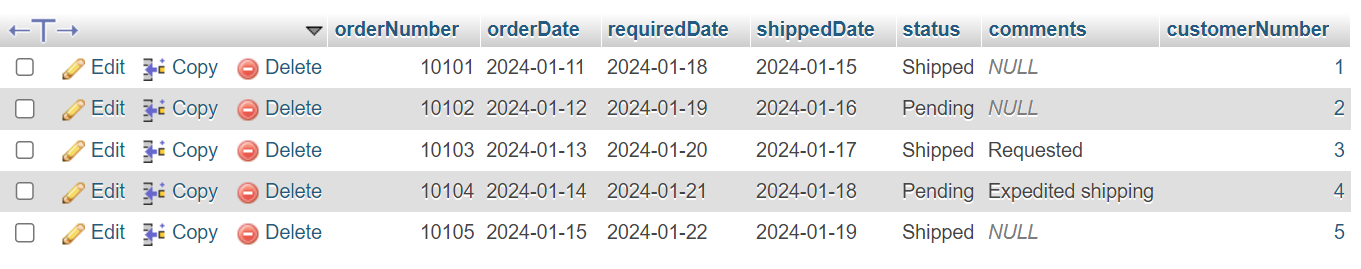 orderNumber orderDate requiredDate shippedDate status comments customerNumber
Edit Copy Delete 10101 2024-01-11 2024-01-18 2024-01-15 Shipped NULL 1
Edit Copy Delete 10102 2024-01-12 2024-01-19 2024-01-16 Pending NULL 2
Edit Copy Delete 10103 2024-01-13 2024-01-20 2024-01-17 Shipped Requested 3
Edit Copy Delete 10104 2024-01-14 2024-01-21 2024-01-18 Pending Expedited shipping 4
Edit Copy Delete 10105 2024-01-15 2024-01-22 2024-01-19 Shipped NULL 5